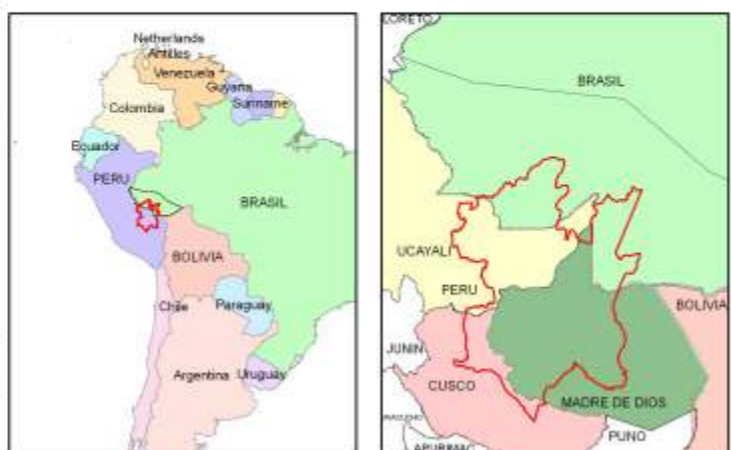 Netherlands
Antilles
Venezuela
Guyana
Suriname
Colombia
Ecuador
PERU
BRASIL
BOLIVIA
Chile
Paraguay
Argentina
Uruguay
LORETO
BRASIL
UCAYALI
PERU
BOLIVIA
JUNIN
CUSCO
MADRE DE DIOS
PUNO
APURIMAC